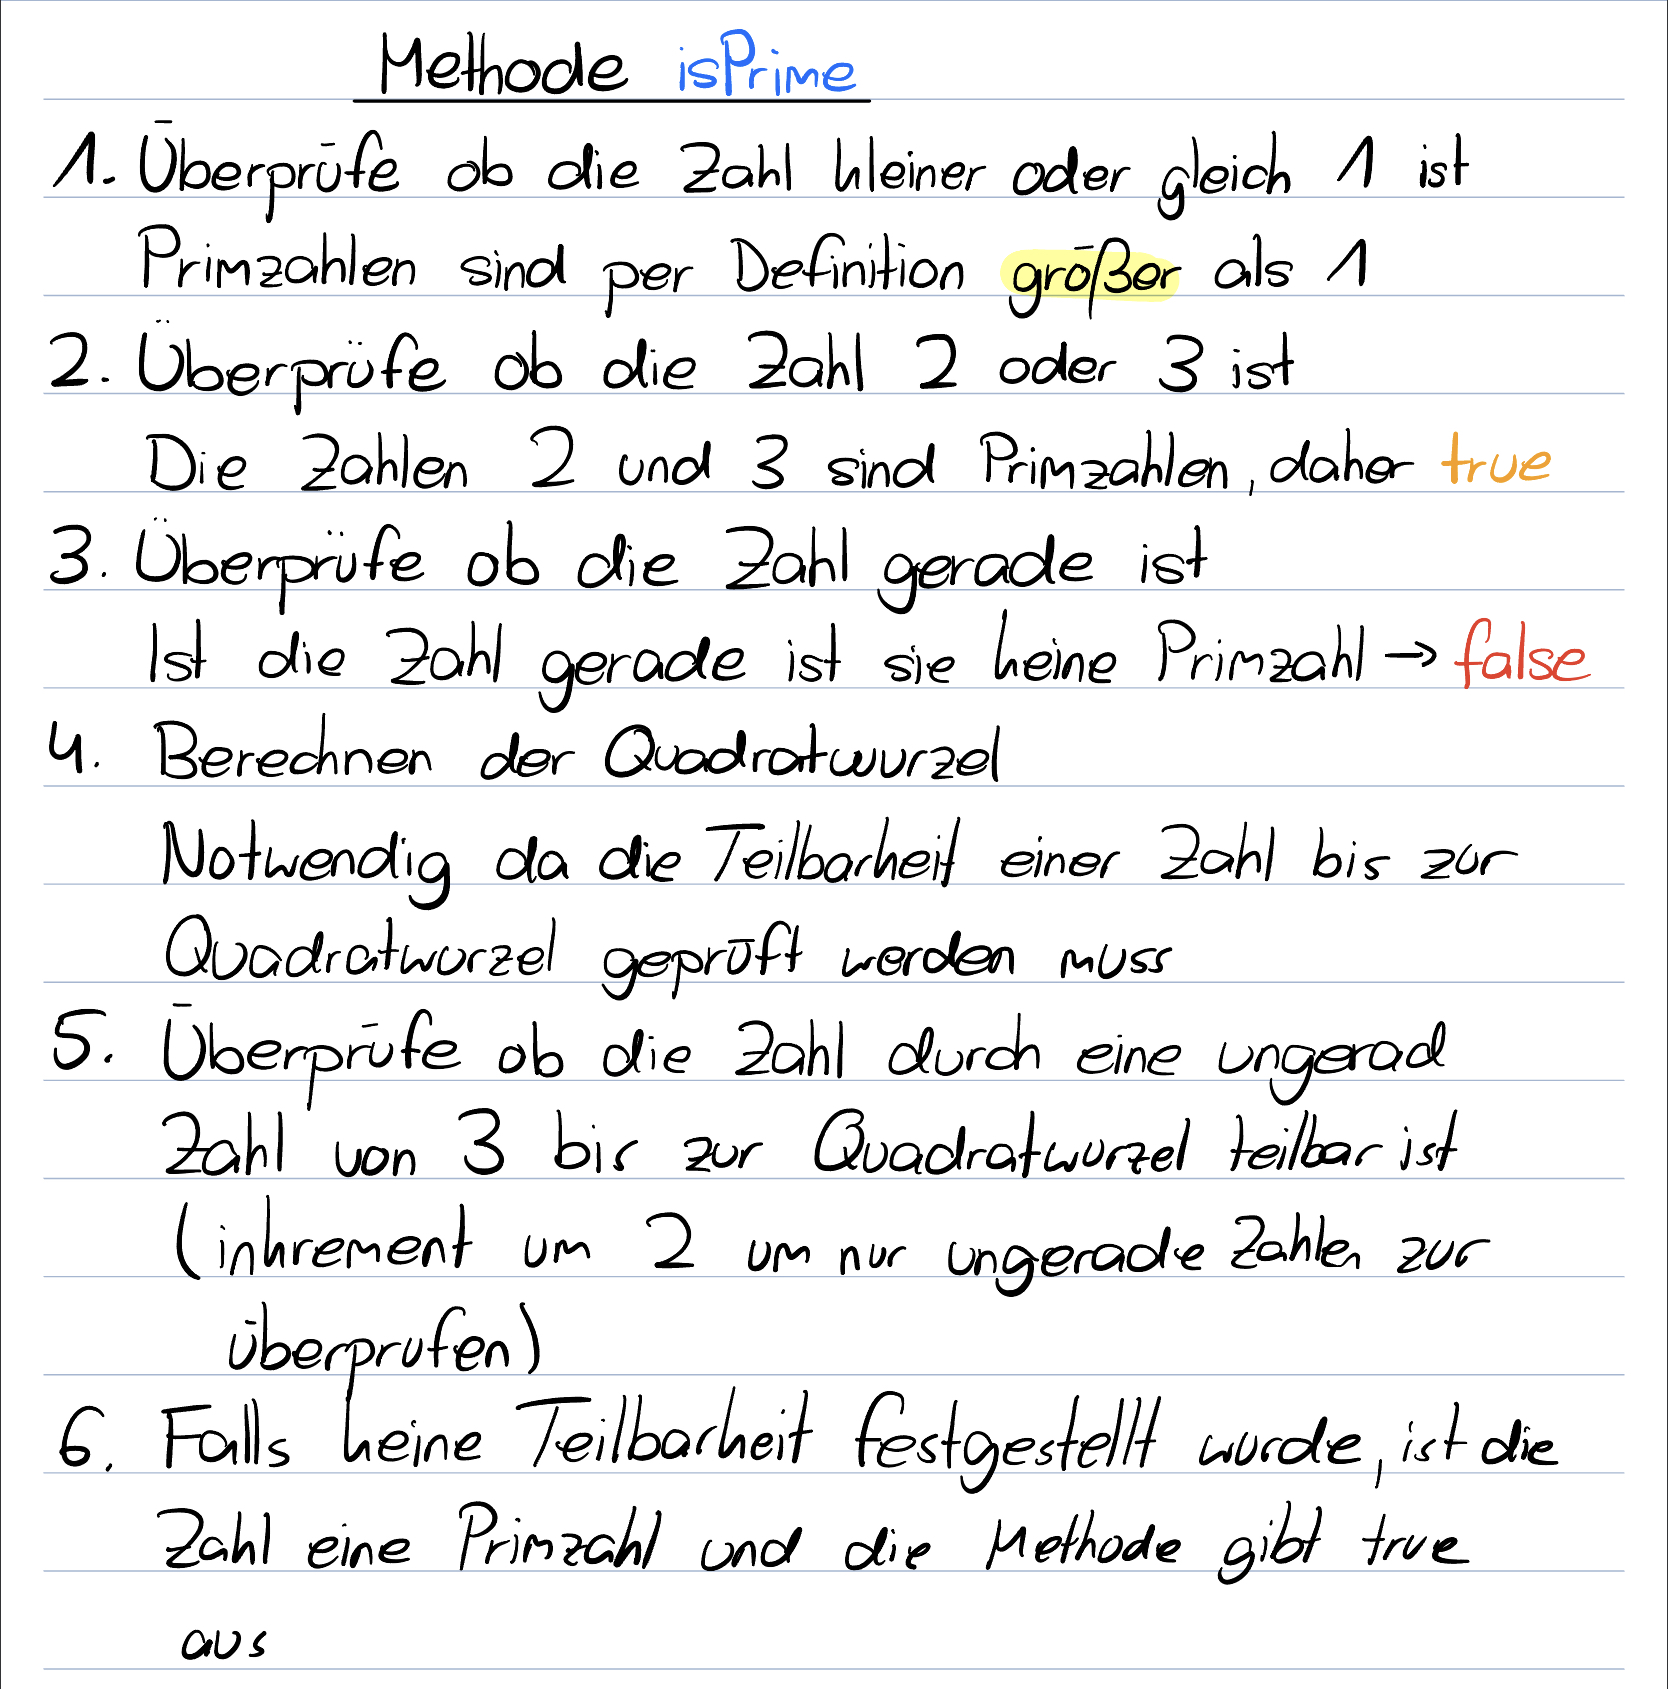 Methode isPrime
1. Überprüfe ob die Zahl kleiner oder gleich 1 ist
Primzahlen sind per Definition größer als 1
2. Überprüfe ob die Zahl 2 oder 3 ist
Die Zahlen 2 und 3 sind Primzahlen, daher true
3. Überprüfe ob die Zahl gerade ist
Ist die Zahl gerade ist sie keine Primzahl → false
4. Berechnen der Quadratwurzel
Notwendig da die Teilbarkeit einer Zahl bis zur
Quadratwurzel geprüft werden muss
5. Überprüfe ob die Zahl durch eine ungerad
Zahl von 3 bis zur Quadratwurzel teilbar ist
(inkrement um 2 um nur ungerade Zahlen zur
überprufen)
6. Falls keine Teilbarkeit festgestellt wurde, ist die
Zahl eine Primzahl und die Methode gibt true
aus